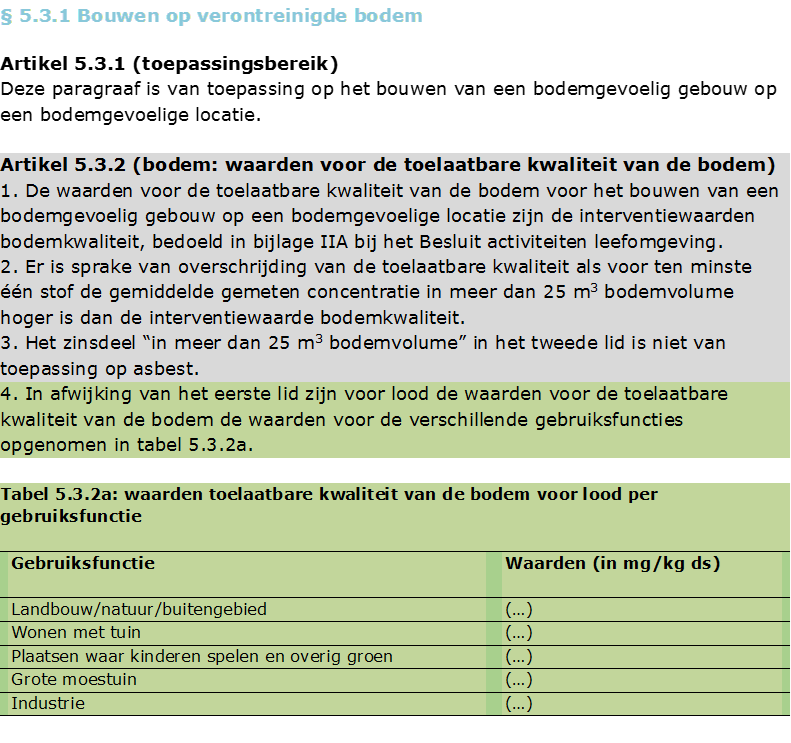 § 5.3.1 Bouwen op verontreinigde bodem
Artikel 5.3.1 (toepassingsbereik)
Deze paragraaf is van toepassing op het bouwen van een bodemgevoelig gebouw op
een bodemgevoelige locatie.
Artikel 5.3.2 (bodem: waarden voor de toelaatbare kwaliteit van de bodem)
1. De waarden voor de toelaatbare kwaliteit van de bodem voor het bouwen van een
bodemgevoelig gebouw op een bodemgevoelige locatie zijn de interventiewaarden
bodemkwaliteit, bedoeld in bijlage IIA bij het Besluit activiteiten leefomgeving.
2. Er is sprake van overschrijding van de toelaatbare kwaliteit als voor ten minste
één stof de gemiddelde gemeten concentratie in meer dan 25 m³ bodemvolume
hoger is dan de interventiewaarde bodemkwaliteit.
3. Het zinsdeel “in meer dan 25 m³ bodemvolume” in het tweede lid is niet van
toepassing op asbest.
4. In afwijking van het eerste lid zijn voor lood de waarden voor de toelaatbare
kwaliteit van de bodem de waarden voor de verschillende gebruiksfuncties
opgenomen in tabel 5.3.2a.
Tabel 5.3.2a: waarden toelaatbare kwaliteit van de bodem voor lood per
gebruiksfunctie
Gebruiksfunctie Waarden (in mg/kg ds)
Landbouw/natuur/buitengebied (…)
Wonen met tuin (…)
Plaatsen waar kinderen spelen en overig groen (…)
Grote moestuin (…)
Industrie (…)